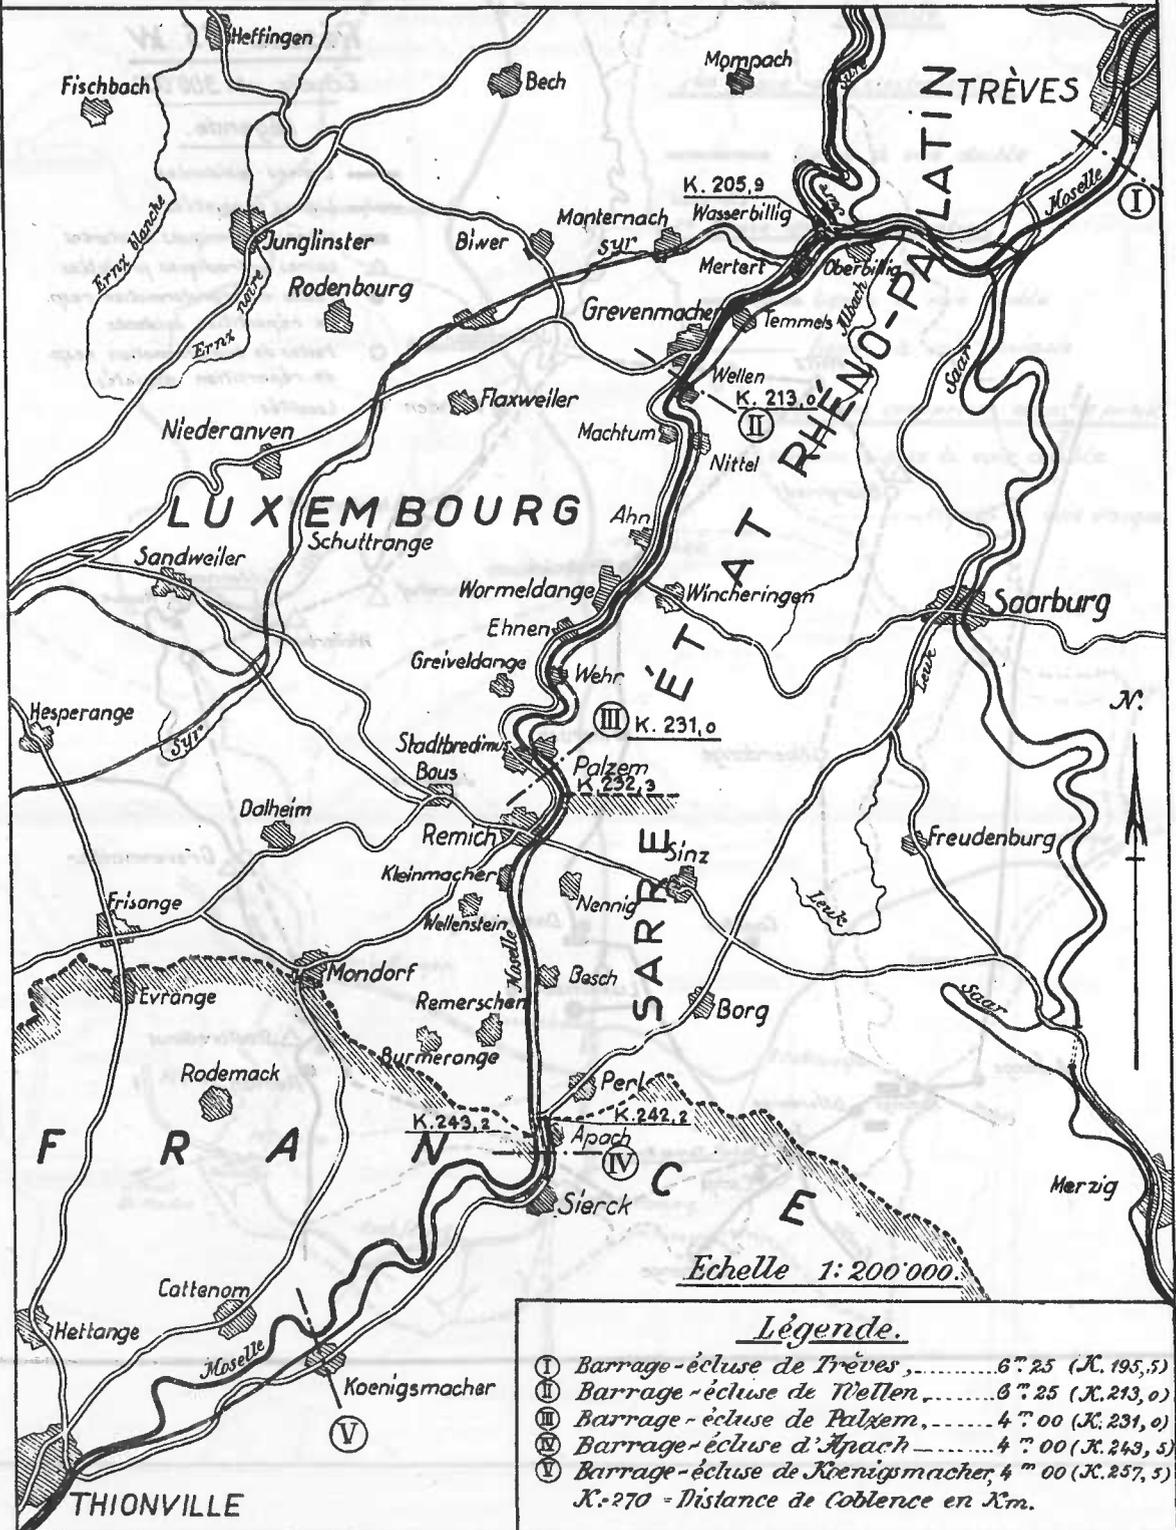 Heffingen
Fischbach
Bech
Mompach
TRÈVES
Sûr
Moselle
I
K. 205,9
Wasserbillig
Sûr
Manternach
Syr
Biwer
Junglinster
Ernz blanche
Ernz noire
Ernz
Rodenbourg
Mertert
Oberbillig
Albach
Grevenmacher
Temmels
Wellen
K. 213,0
II
Machtum
Nittel
Flaxweiler
Niederanven
LUXEMBOURG
ÉTAT RHÉNO-PALATIN
Saar
Ahn
Schuttrange
Sandweiler
Wormeldange
Wincheringen
Saarburg
Ehnen
Greiveldange
Wehr
Leuk
N.
Hesperange
Syr
III K. 231,0
Stadtbredimus
Palzem
K. 232,3
Bous
Dalheim
Remich
SARRE
Sinz
Freudenburg
Kleinmacher
Nennig
Leuk
Frisange
Wellenstein
Moselle
Mondorf
Besch
Evrange
Remerschen
Borg
Saar
Burmerange
Rodemack
Perl
K. 243,2
K. 242,2
Apach
IV
FRANCE
Merzig
Sierck
Echelle 1:200'000.
Cattenom
Hettange
Moselle
Koenigsmacher
V
THIONVILLE
Légende.
I Barrage-écluse de Trèves,.........6m 25 (K. 195,5)
II Barrage-écluse de Wellen,.......6m 25 (K. 213,0)
III Barrage-écluse de Palzem,......4m 00 (K. 231,0)
IV Barrage-écluse d'Apach —.......4m 00 (K. 243,5)
V Barrage-écluse de Koenigsmacher, 4m 00 (K. 257,5)
K.-270 = Distance de Coblence en Km.